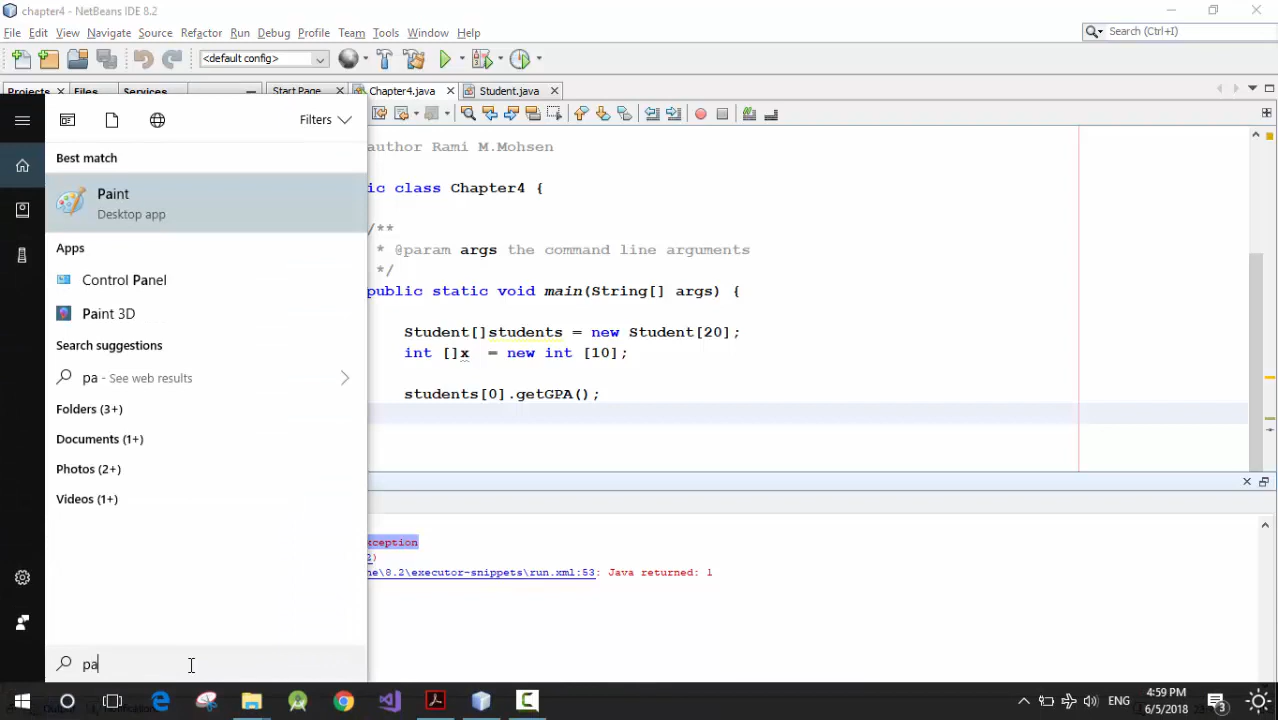 chapter4 - NetBeans IDE 8.2
File Edit View Navigate Source Refactor Run Debug Profile Team Tools Window Help
Search (Ctrl+I)
<default config>
Projects Files Services Start Page Chapter4.java Student.java
Filters
Best match
Paint
Desktop app
Apps
Control Panel
Paint 3D
Search suggestions
pa - See web results
Folders (3+)
Documents (1+)
Photos (2+)
Videos (1+)
pa
author Rami M.Mohsen
ic class Chapter4 {
/**
* @param args the command line arguments
*/
public static void main(String[] args) {
Student[]students = new Student[20];
int []x = new int [10];
students[0].getGPA();
xception
2)
ne\8.2\executor-snippets\run.xml:53: Java returned: 1
ENG
4:59 PM
6/5/2018
3